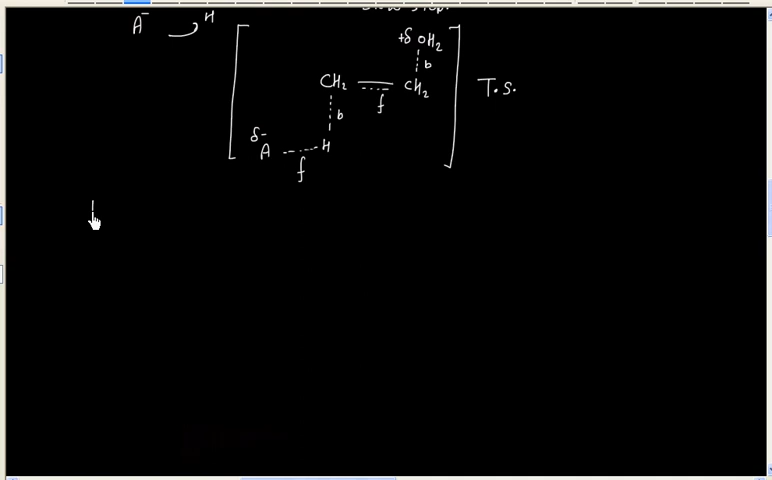 A⁻ H
+δ OH₂
b
CH₂ CH₂ T.S.
f
b
δ-
A H
f